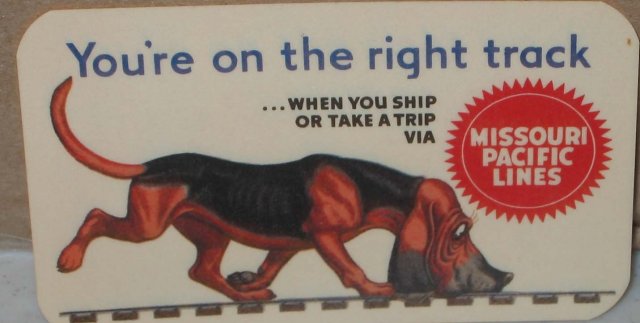 You're on the right track
...WHEN YOU SHIP
OR TAKE A TRIP
VIA
MISSOURI
PACIFIC
LINES